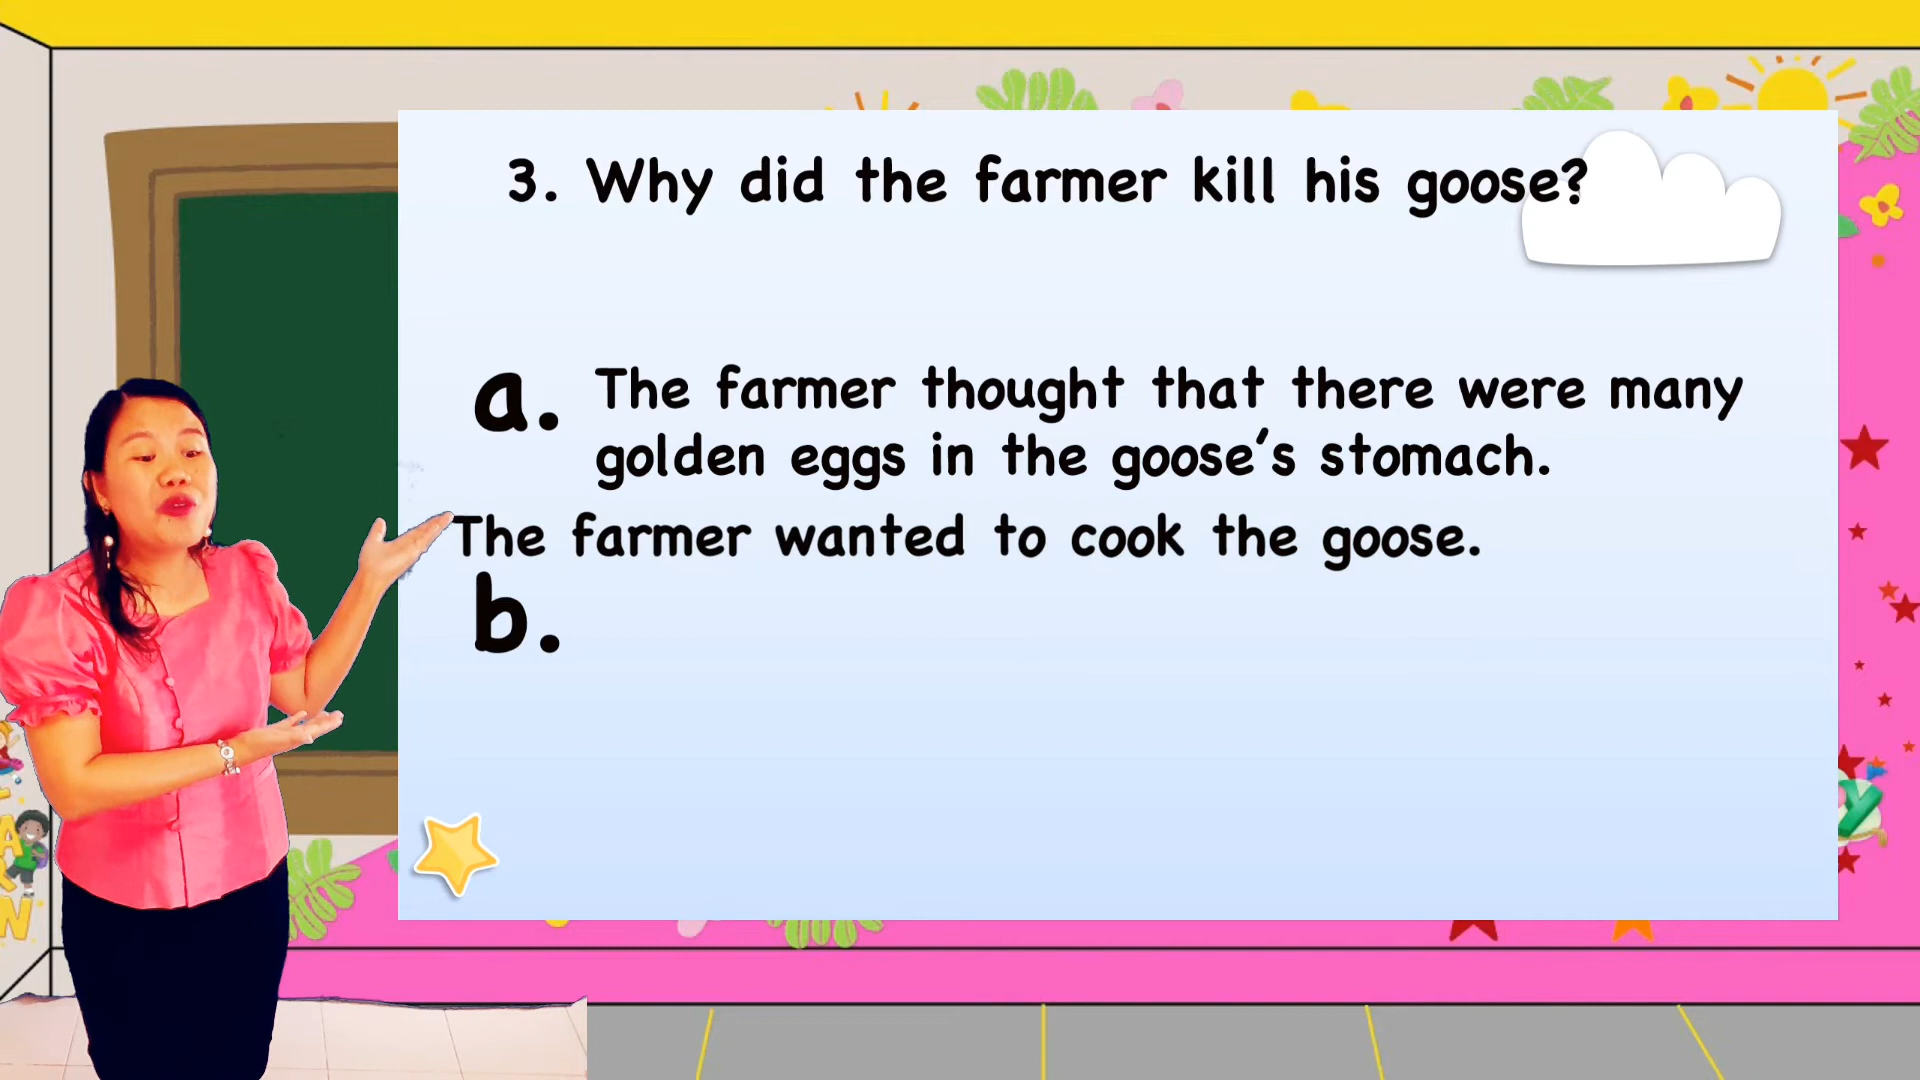 3. Why did the farmer kill his goose?
a. The farmer thought that there were many
golden eggs in the goose's stomach.
The farmer wanted to cook the goose.
b.